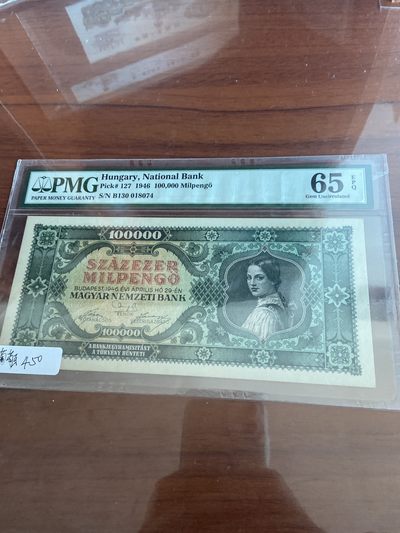 PMG
PAPER MONEY GUARANTY
Hungary, National Bank
Pick# 127 1946 100,000 Milpengő
S/N B130 018074
65
EPQ
Gem Uncirculated
100000
SZÁZEZER
MILPENGŐ
BUDAPEST, 1946. ÉVI ÁPRILIS HÓ 29-ÉN
MAGYAR NEMZETI BANK
100000
A BANKJEGYHAMISÍTÁST
A TÖRVÉNY BÜNTETI
450